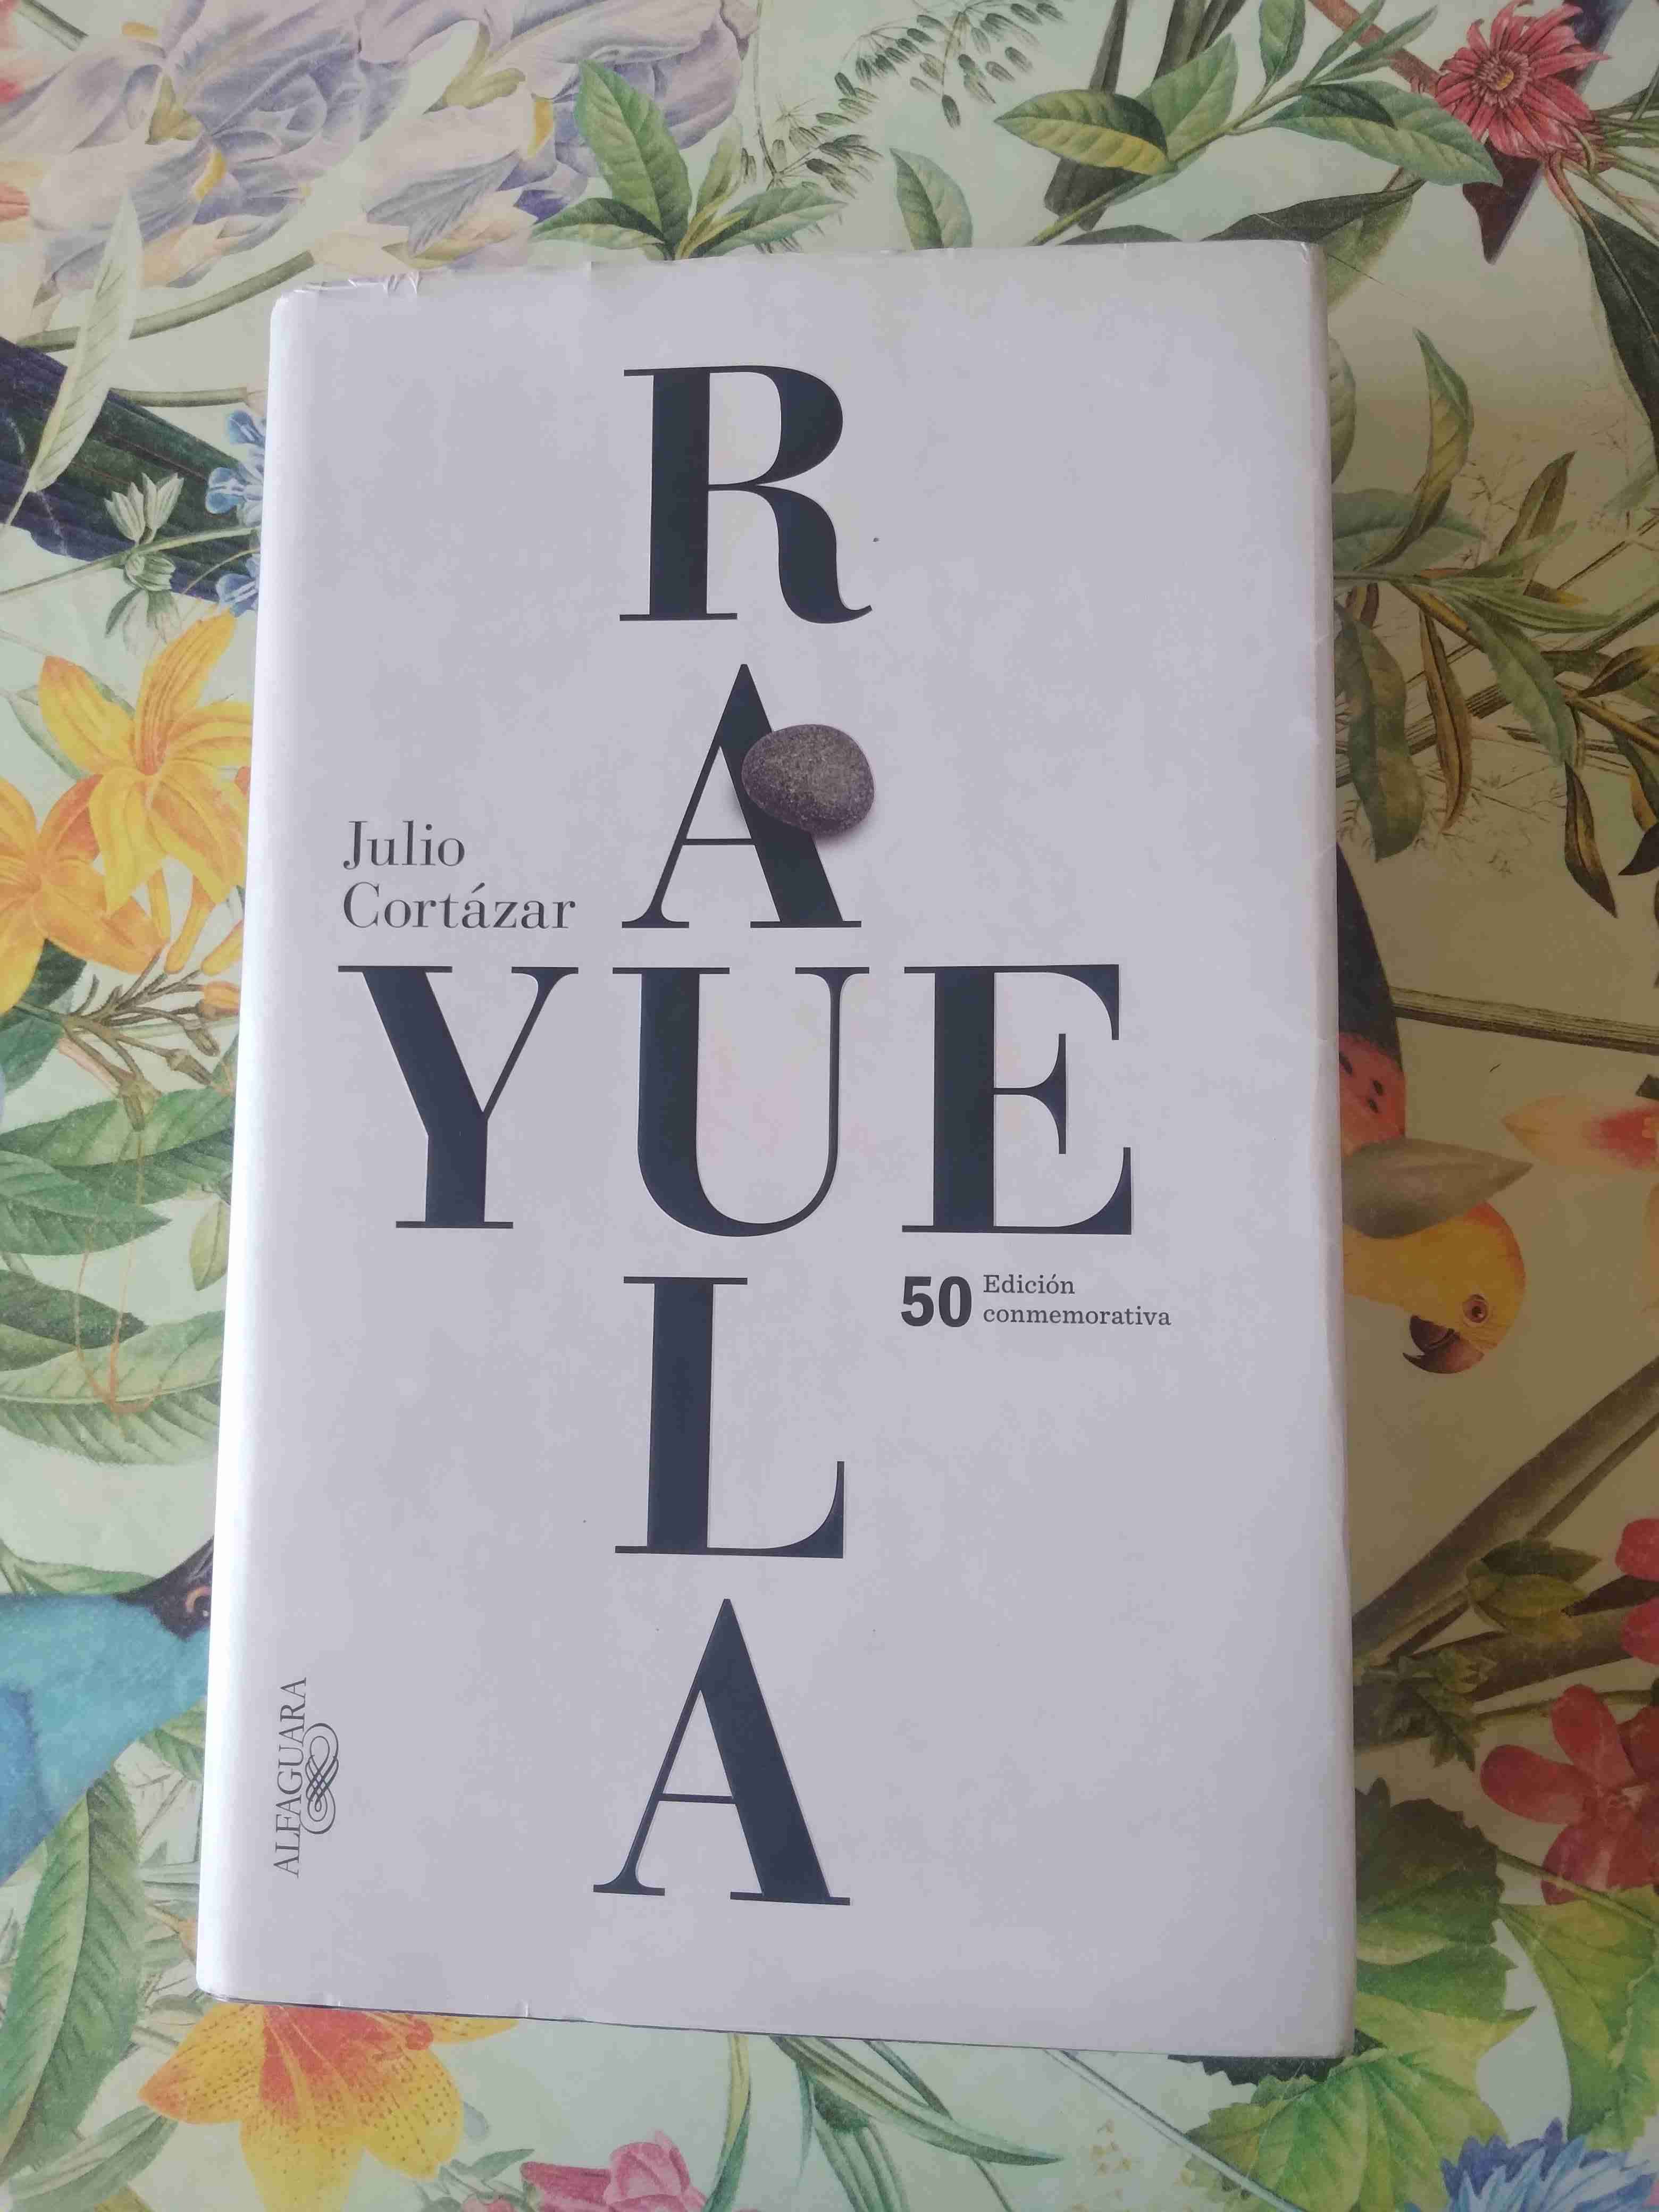 R
A
Julio
Cortázar
YUE
50 Edición
conmemorativa
L
A
ALFAGUARA